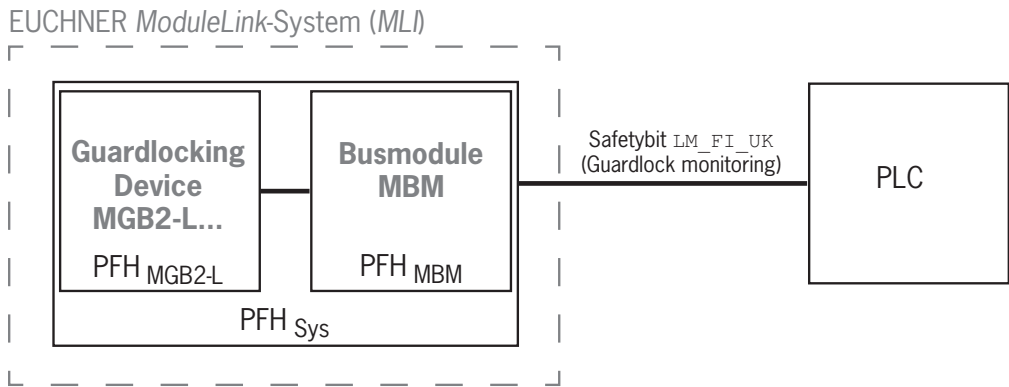 EUCHNER ModuleLink-System (MLI)
Guardlocking
Device
MGB2-L...
PFH MGB2-L
Busmodule
MBM
PFH MBM
PFH Sys
Safetybit LM_FI_UK
(Guardlock monitoring)
PLC